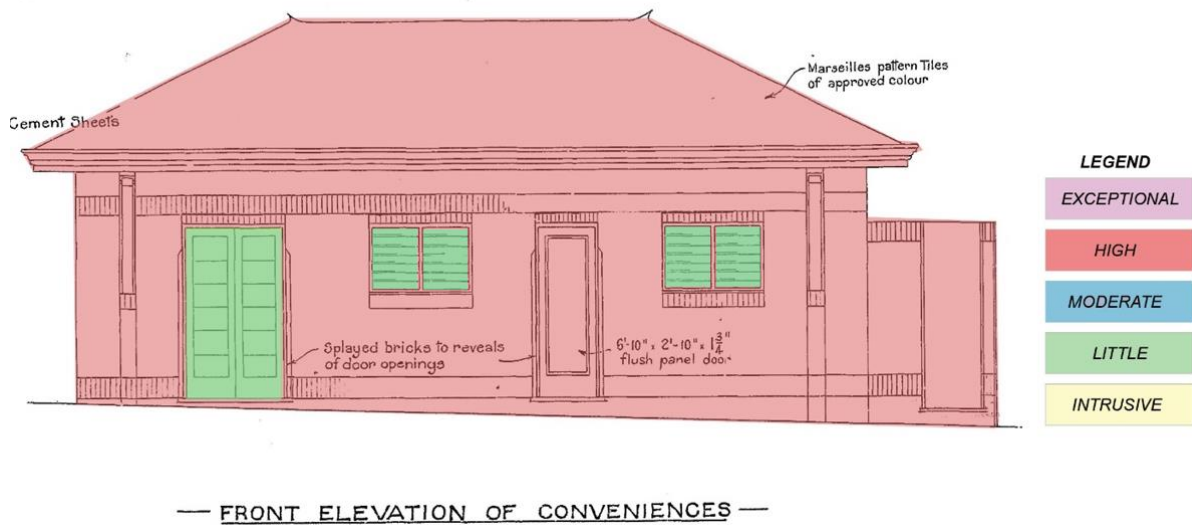 Marseilles pattern Tiles
of approved colour
Cement Sheets
LEGEND
EXCEPTIONAL
HIGH
MODERATE
LITTLE
INTRUSIVE
Splayed bricks to reveals
of door openings
6'-10" x 2'-10" x 1 3/4"
flush panel door
— FRONT ELEVATION OF CONVENIENCES —